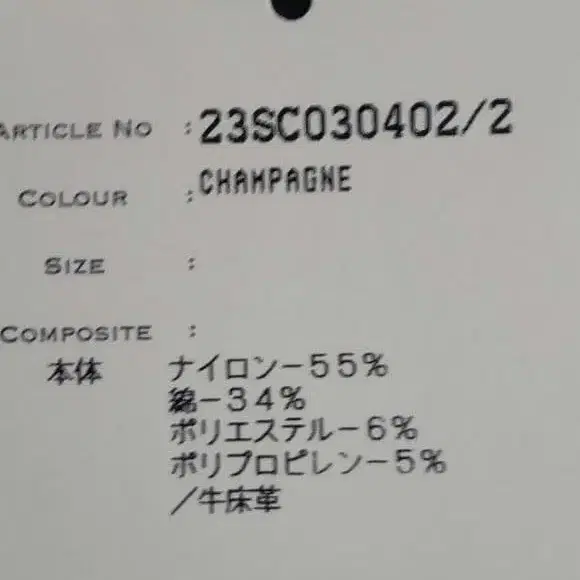 ARTICLE NO :23SC030402/2
COLOUR :CHAMPAGNE
SIZE :
COMPOSITE :
本体 ナイロン-55%
綿-34%
ポリエステル-6%
ポリプロピレン-5%
/牛床革